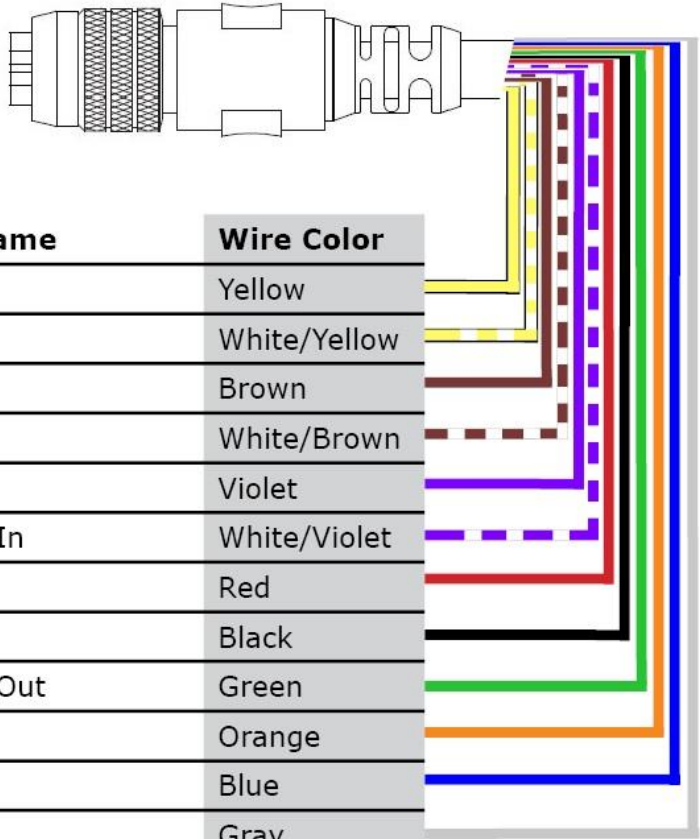 ame Wire Color
Yellow
White/Yellow
Brown
White/Brown
Violet
In White/Violet
Red
Black
Out Green
Orange
Blue
Gray